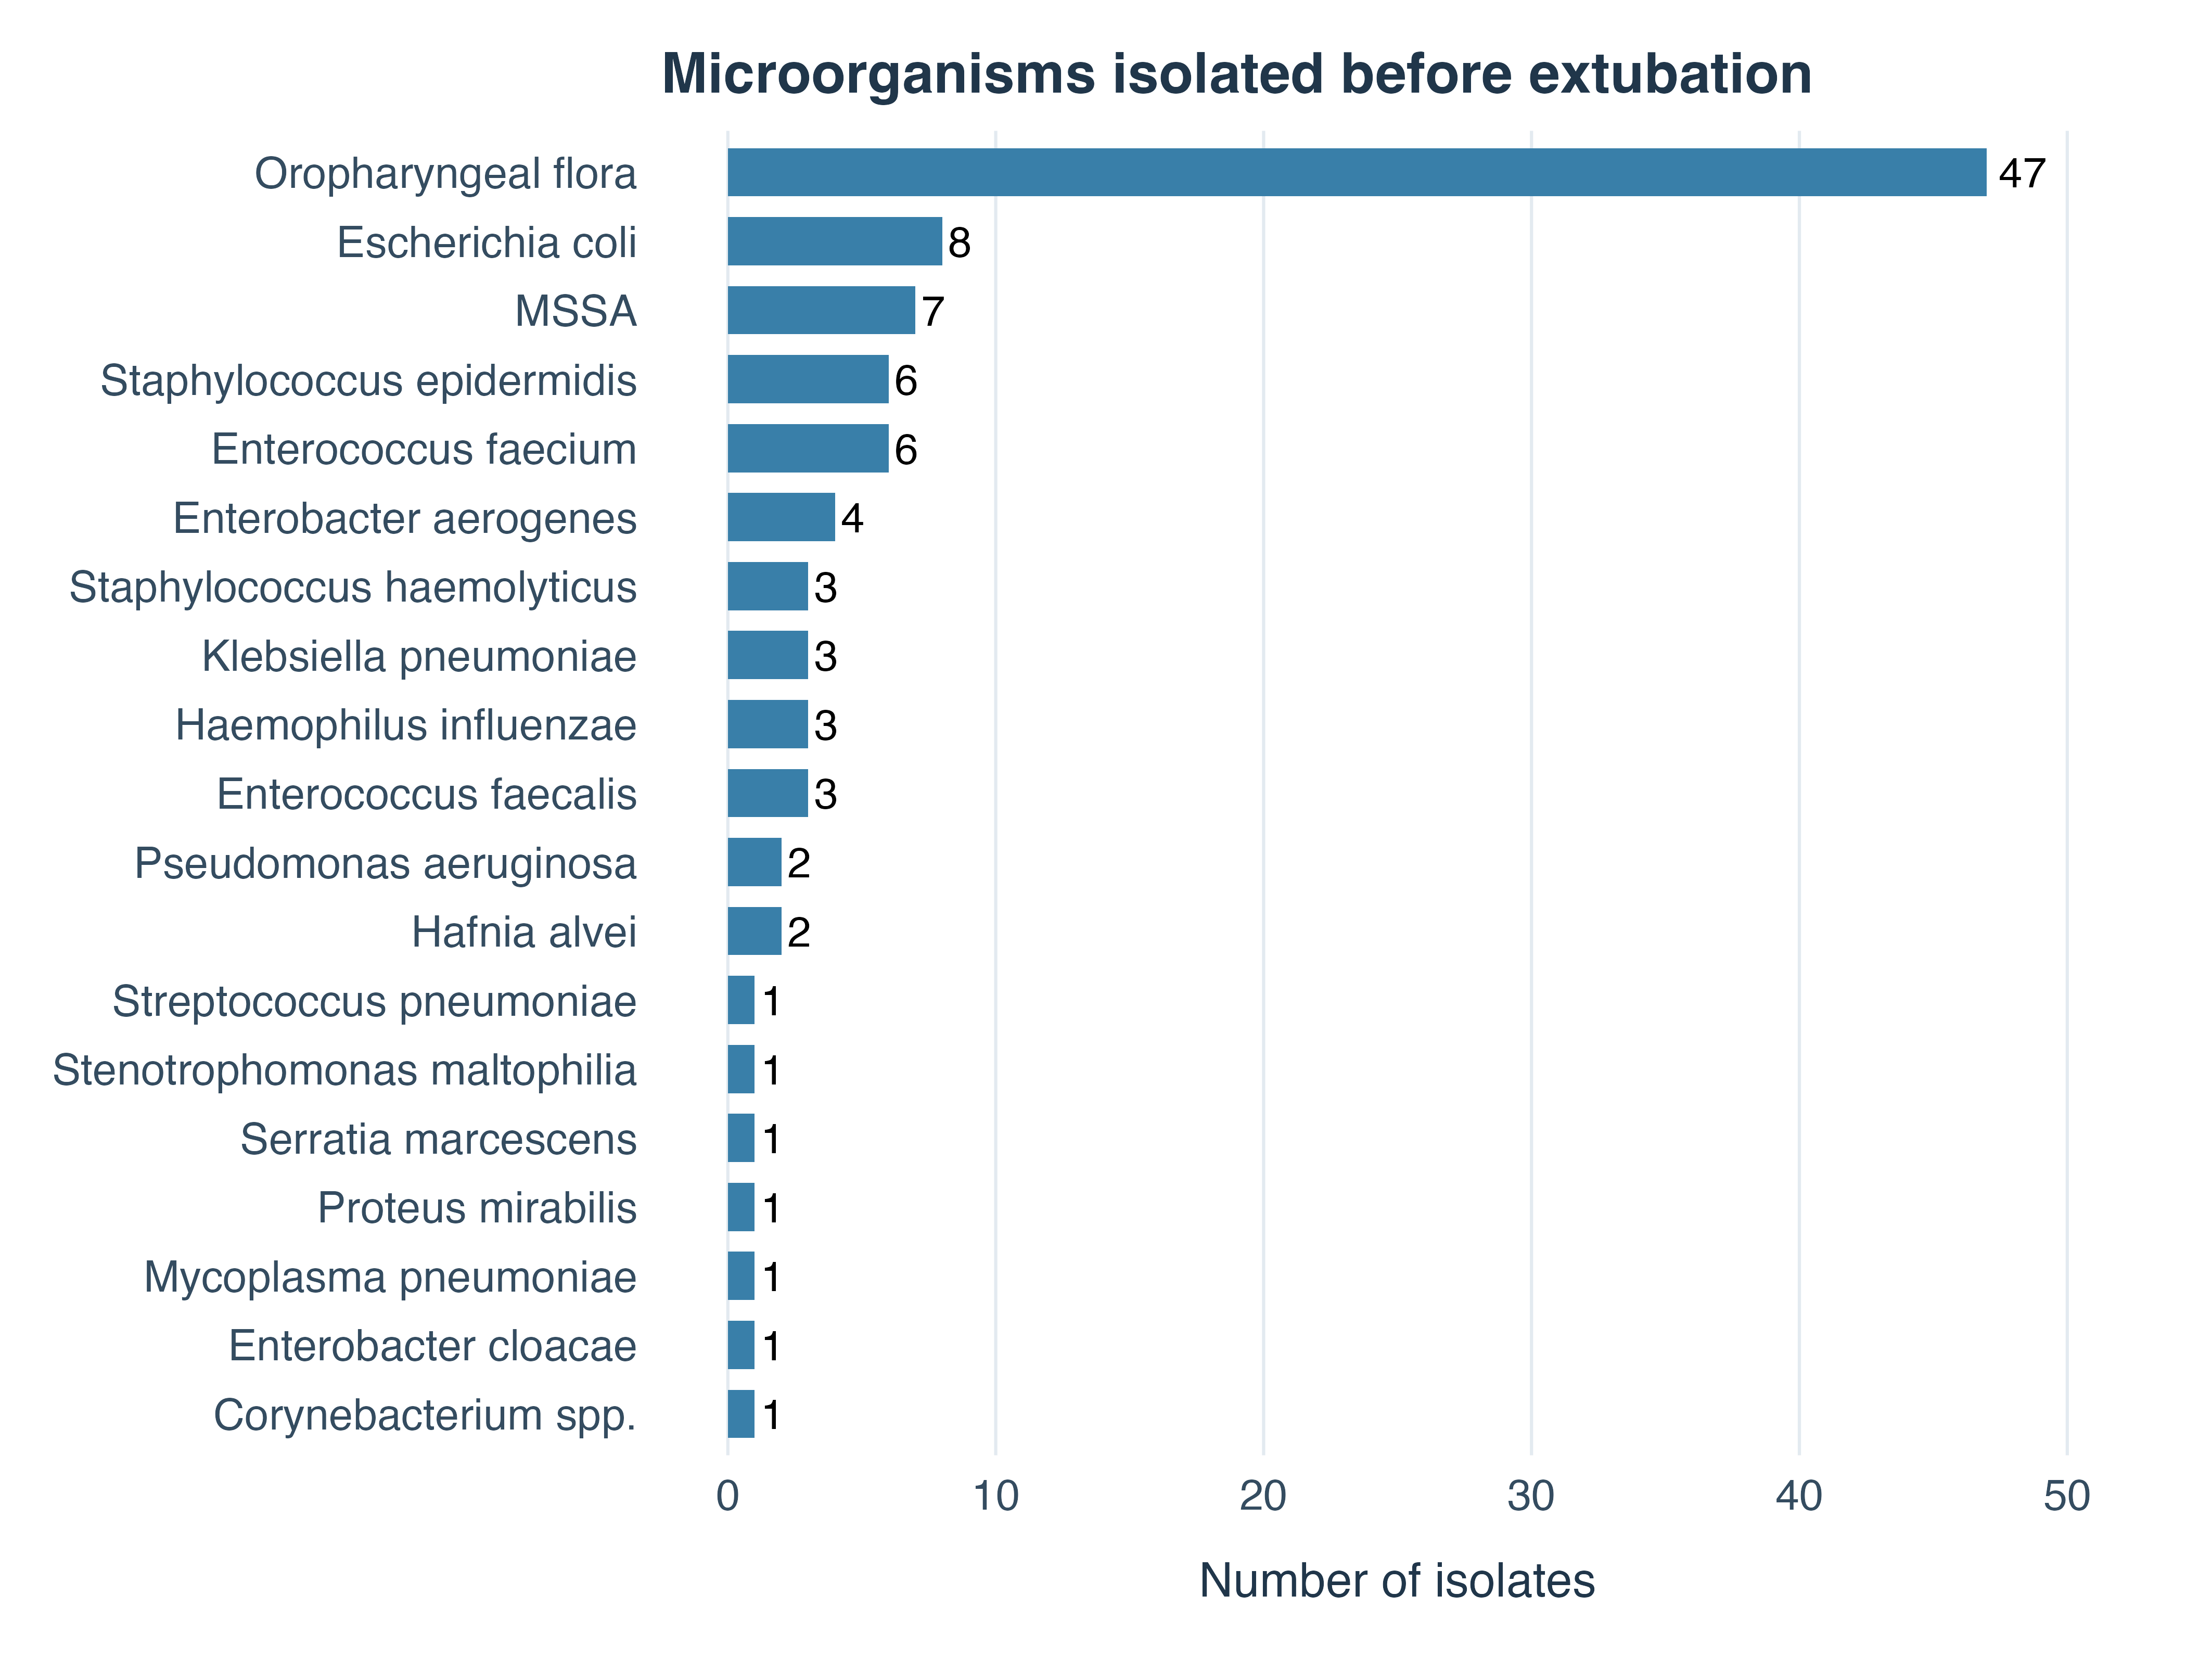 Microorganisms isolated before extubation
Oropharyngeal flora 47
Escherichia coli 8
MSSA 7
Staphylococcus epidermidis 6
Enterococcus faecium 6
Enterobacter aerogenes 4
Staphylococcus haemolyticus 3
Klebsiella pneumoniae 3
Haemophilus influenzae 3
Enterococcus faecalis 3
Pseudomonas aeruginosa 2
Hafnia alvei 2
Streptococcus pneumoniae 1
Stenotrophomonas maltophilia 1
Serratia marcescens 1
Proteus mirabilis 1
Mycoplasma pneumoniae 1
Enterobacter cloacae 1
Corynebacterium spp. 1
0 10 20 30 40 50
Number of isolates